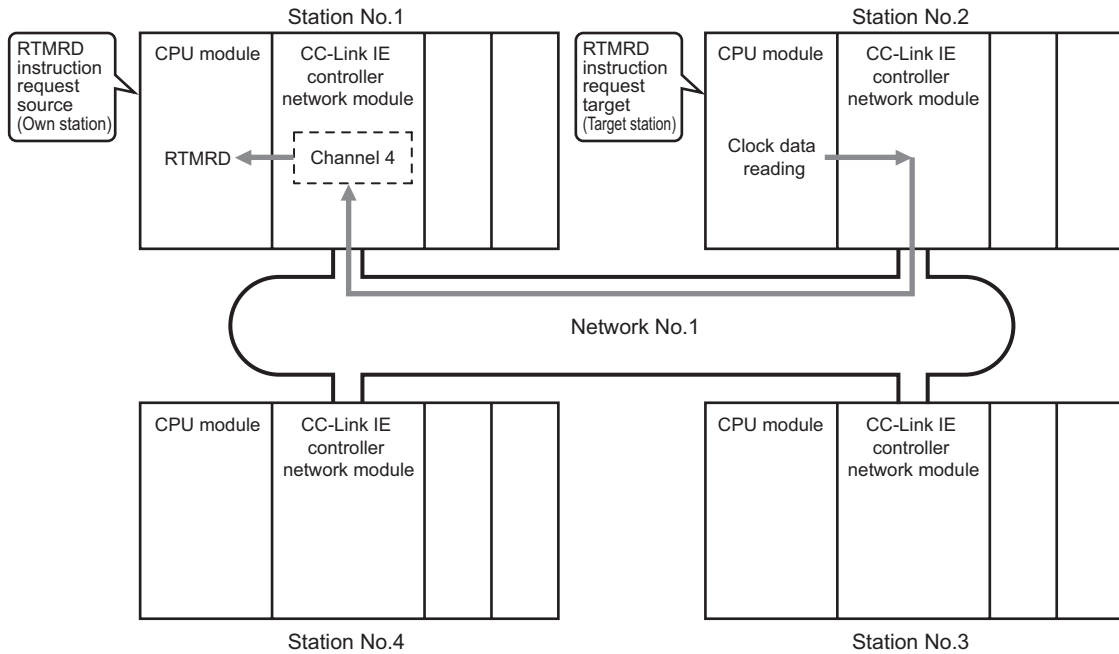 Station No.1
Station No.2
RTMRD
instruction
request
source
(Own station)
CPU module
CC-Link IE
controller
network module
RTMRD
Channel 4
RTMRD
instruction
request
target
(Target station)
CPU module
CC-Link IE
controller
network module
Clock data
reading
Network No.1
CPU module
CC-Link IE
controller
network module
CPU module
CC-Link IE
controller
network module
Station No.4
Station No.3